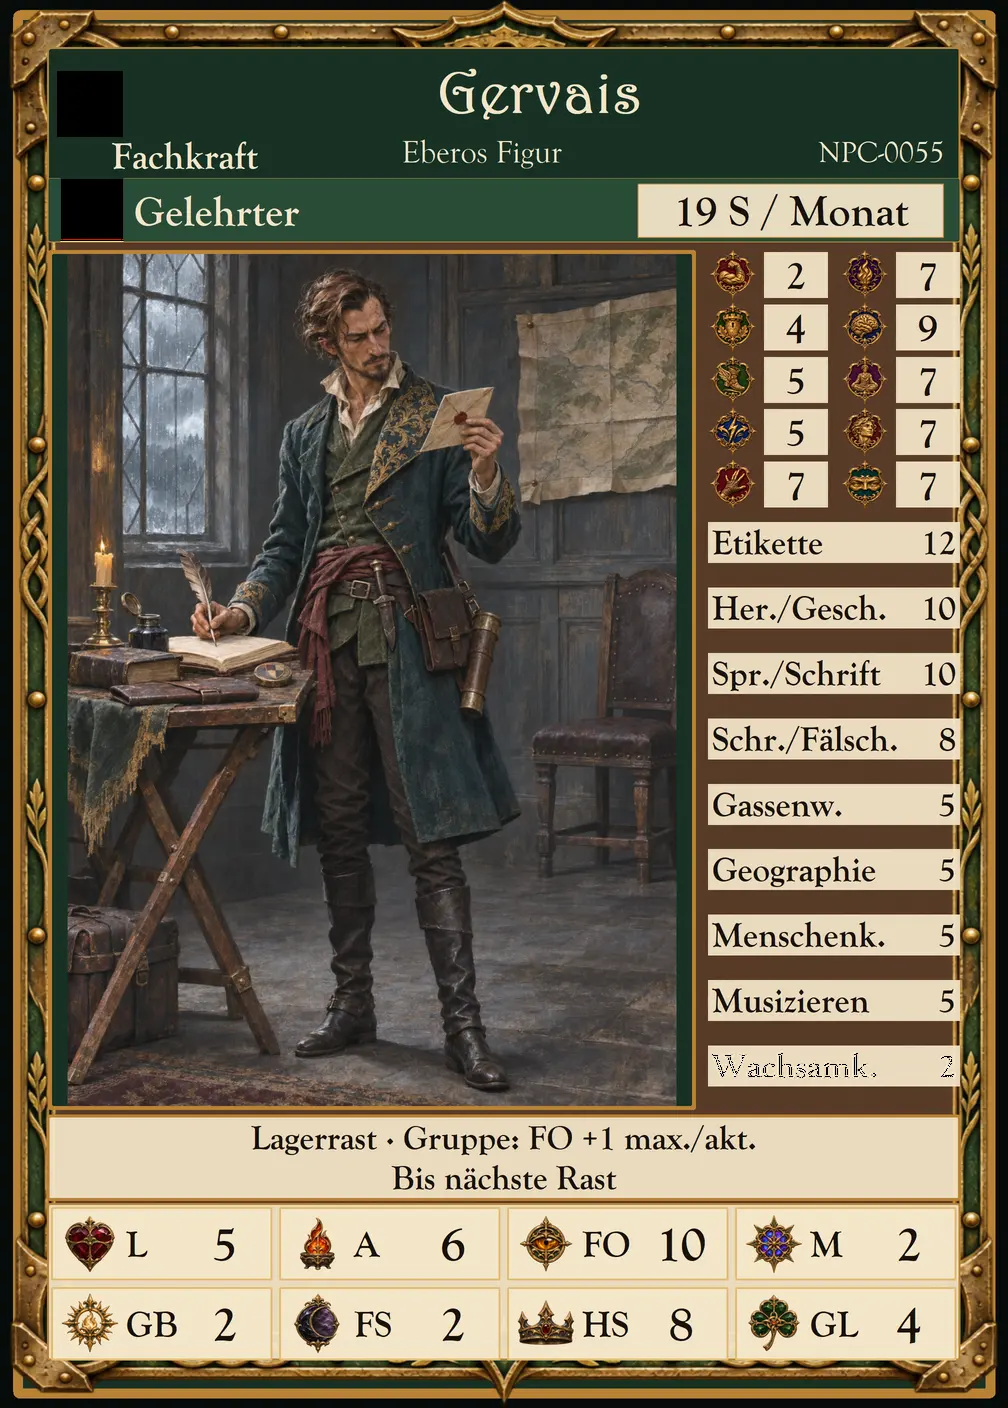 Gervais
Fachkraft Eberos Figur NPC-0055
Gelehrter 19 S / Monat
2 7
4 9
5 7
5 7
7 7
Etikette 12
Her./Gesch. 10
Spr./Schrift 10
Schr./Fälsch. 8
Gassenw. 5
Geographie 5
Menschenk. 5
Musizieren 5
Wachsamk. 2
Lagerrast · Gruppe: FO +1 max./akt.
Bis nächste Rast
L 5 A 6 FO 10 M 2
GB 2 FS 2 HS 8 GL 4